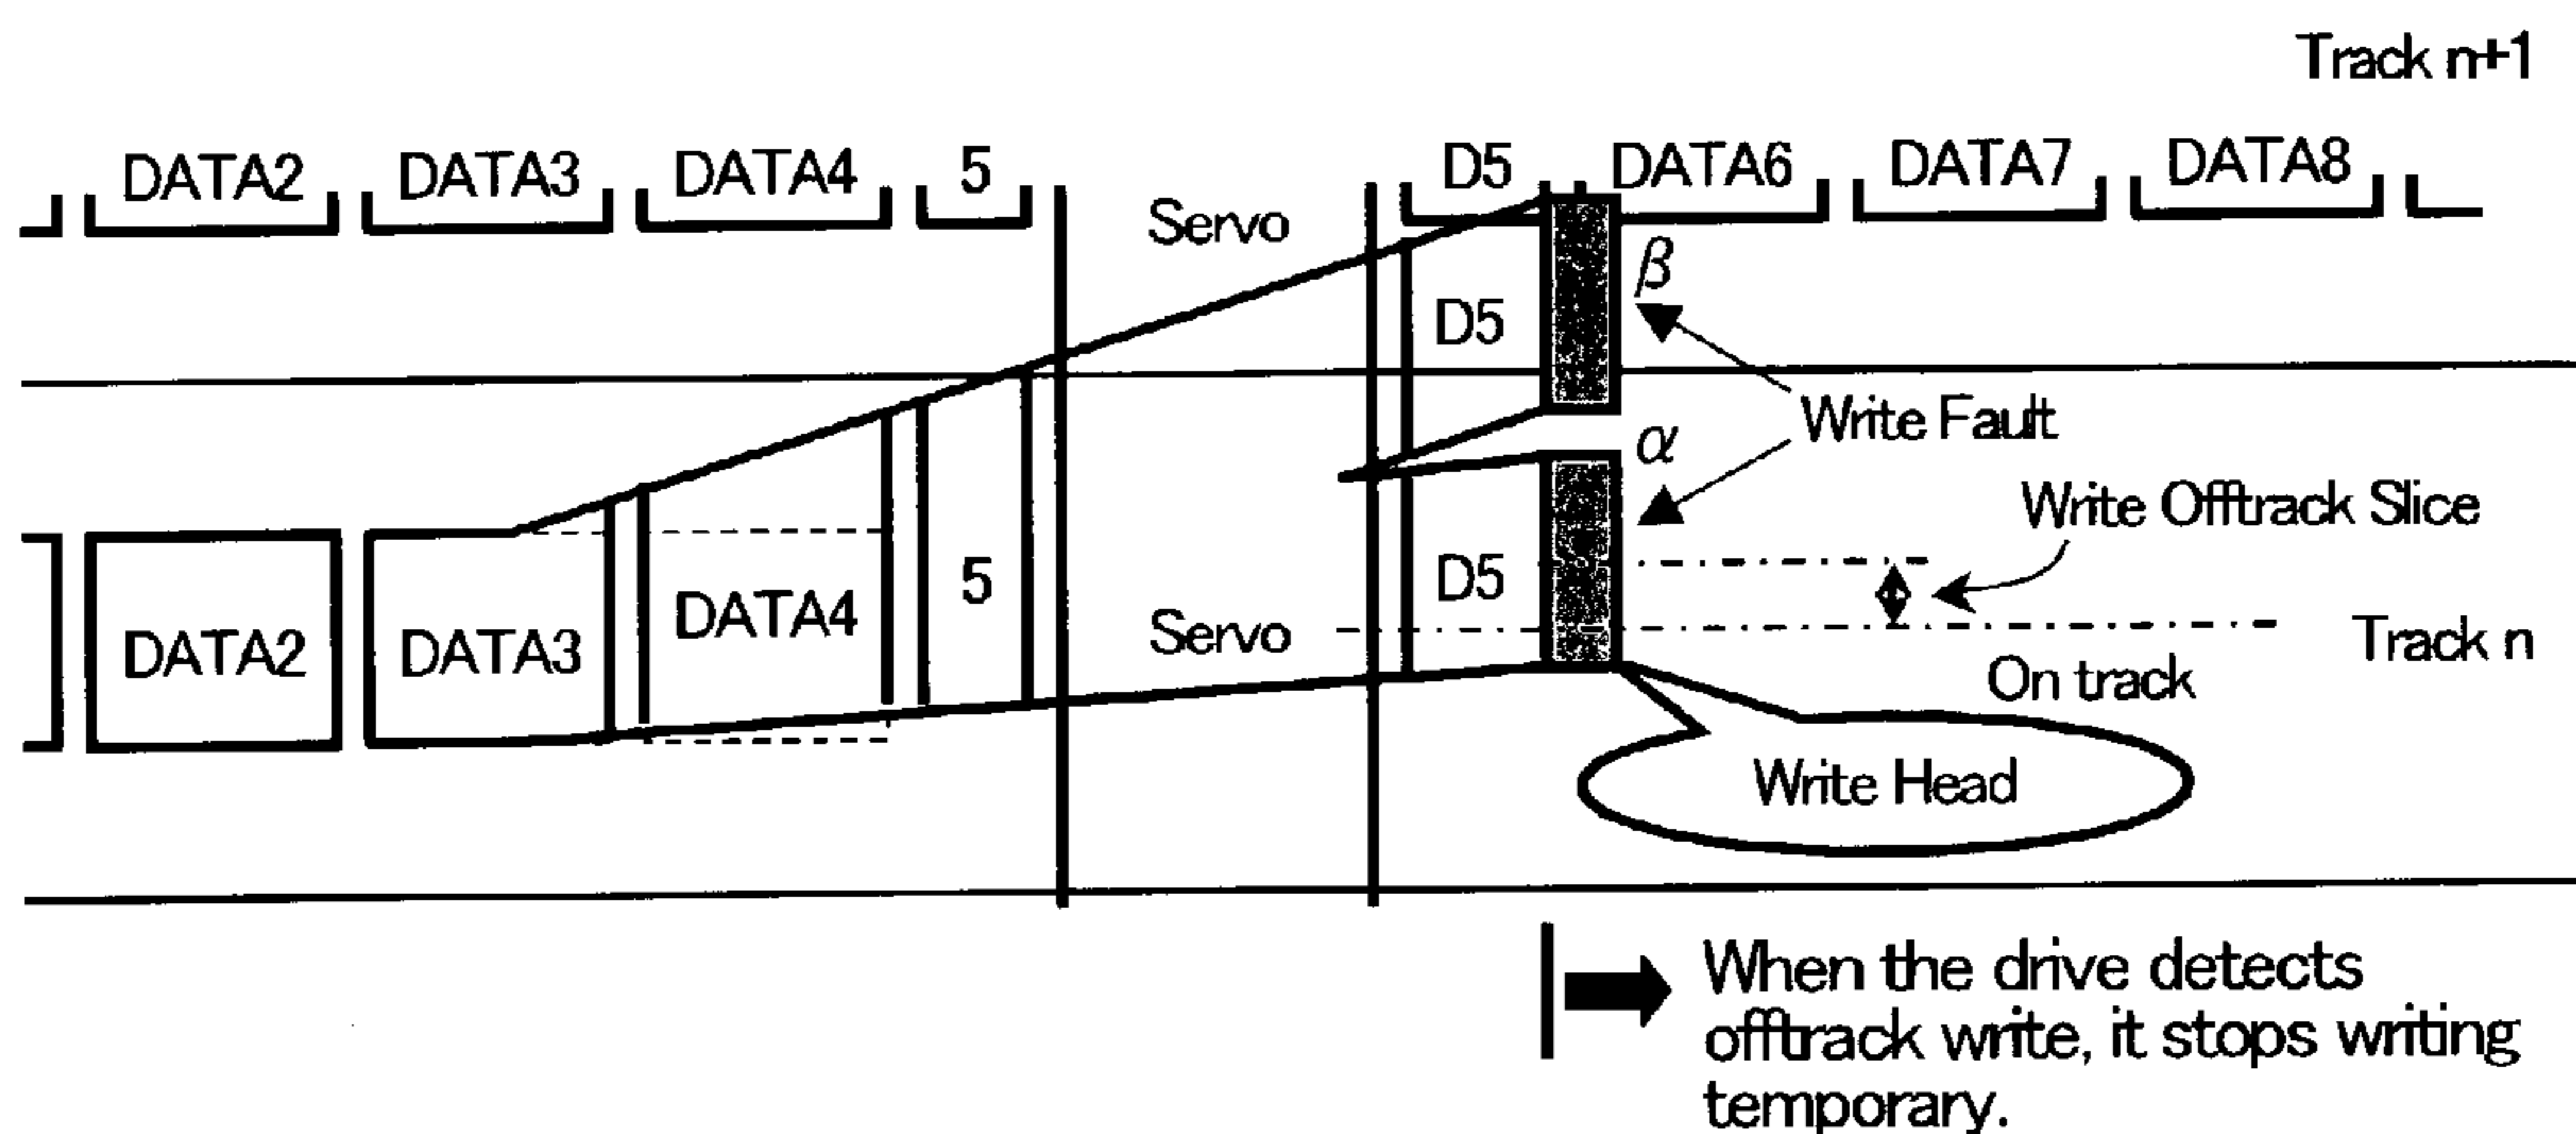 Track n+1
DATA2 DATA3 DATA4 5 Servo D5 DATA6 DATA7 DATA8
β
D5
Write Fault
α
Write Offtrack Slice
DATA2 DATA3 DATA4 5 Servo D5
Track n
On track
Write Head
When the drive detects
offtrack write, it stops writing
temporary.